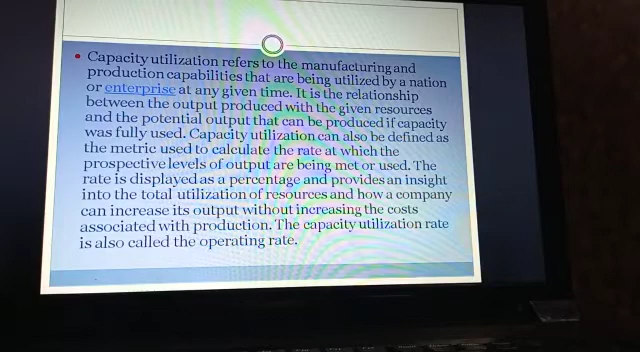 • Capacity utilization refers to the manufacturing and
production capabilities that are being utilized by a nation
or enterprise at any given time. It is the relationship
between the output produced with the given resources
and the potential output that can be produced if capacity
was fully used. Capacity utilization can also be defined as
the metric used to calculate the rate at which the
prospective levels of output are being met or used. The
rate is displayed as a percentage and provides an insight
into the total utilization of resources and how a company
can increase its output without increasing the costs
associated with production. The capacity utilization rate
is also called the operating rate.